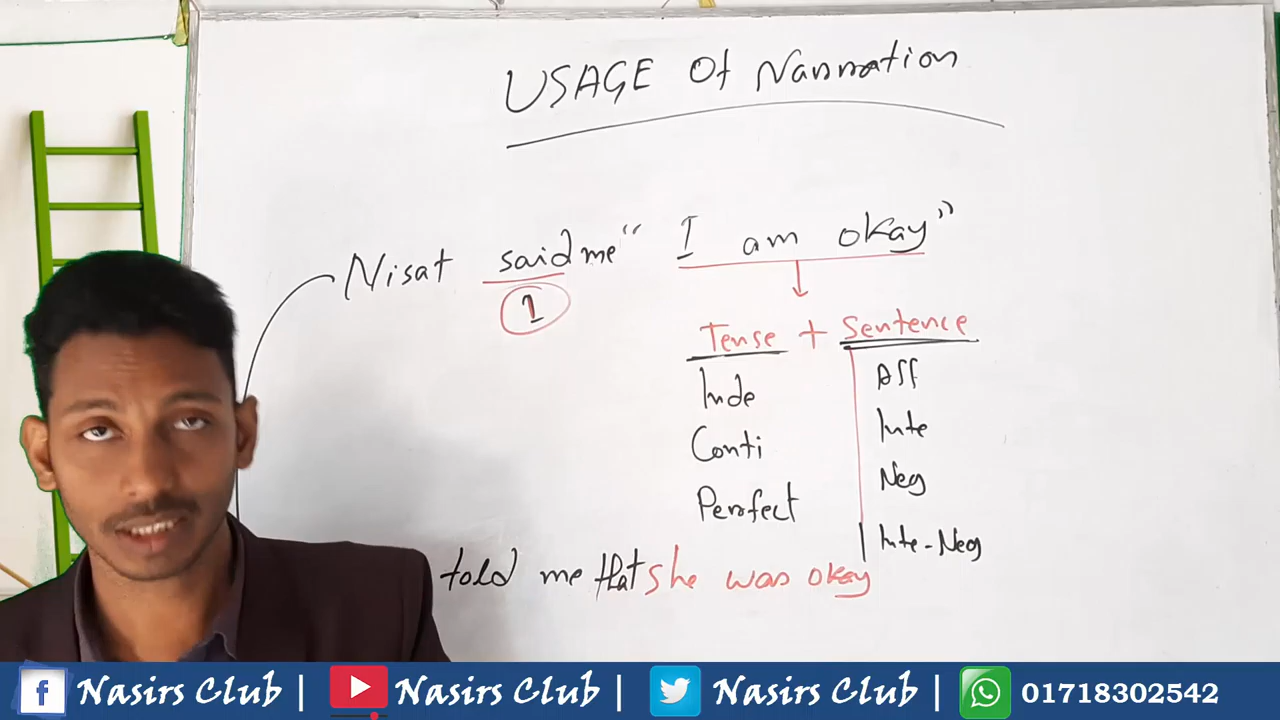 USAGE Of Narration
Nisat said me “ I am okay ”
1
Tense + Sentence
Inde Aff
Conti Inte
Perfect Neg
Inte-Neg
told me that she was okay
Nasirs Club | Nasirs Club | Nasirs Club | 01718302542